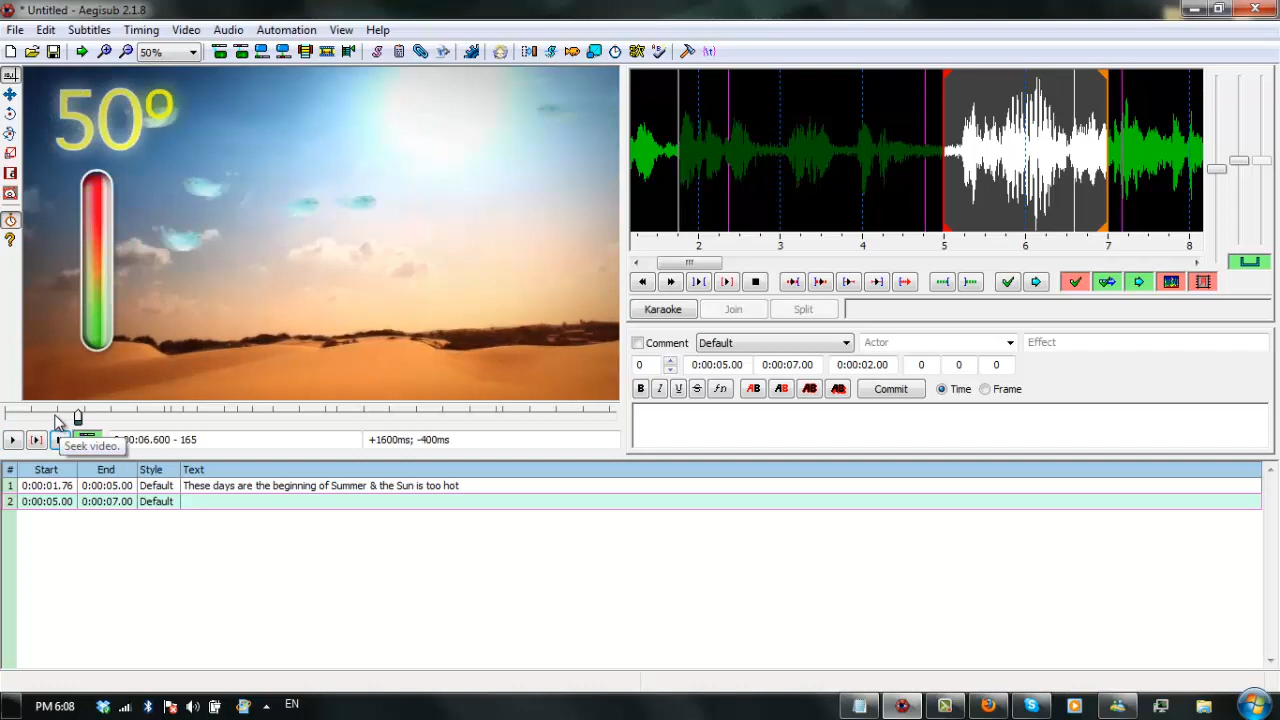 * Untitled - Aegisub 2.1.8
File Edit Subtitles Timing Video Audio Automation View Help
50%
50º
2 3 4 5 6 7 8
Karaoke Join Split
Comment Default Actor Effect
0 0:00:05.00 0:00:07.00 0:00:02.00 0 0 0
B I U S fn AB AB AB AB Commit Time Frame
06.600 - 165 +1600ms; -400ms
Seek video.
# Start End Style Text
1 0:00:01.76 0:00:05.00 Default These days are the beginning of Summer & the Sun is too hot
2 0:00:05.00 0:00:07.00 Default
PM 6:08 EN